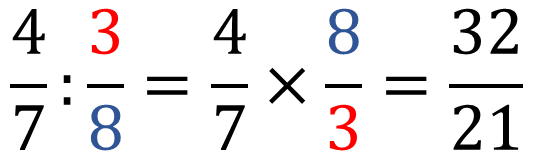 4/7 : 3/8 = 4/7 × 8/3 = 32/21